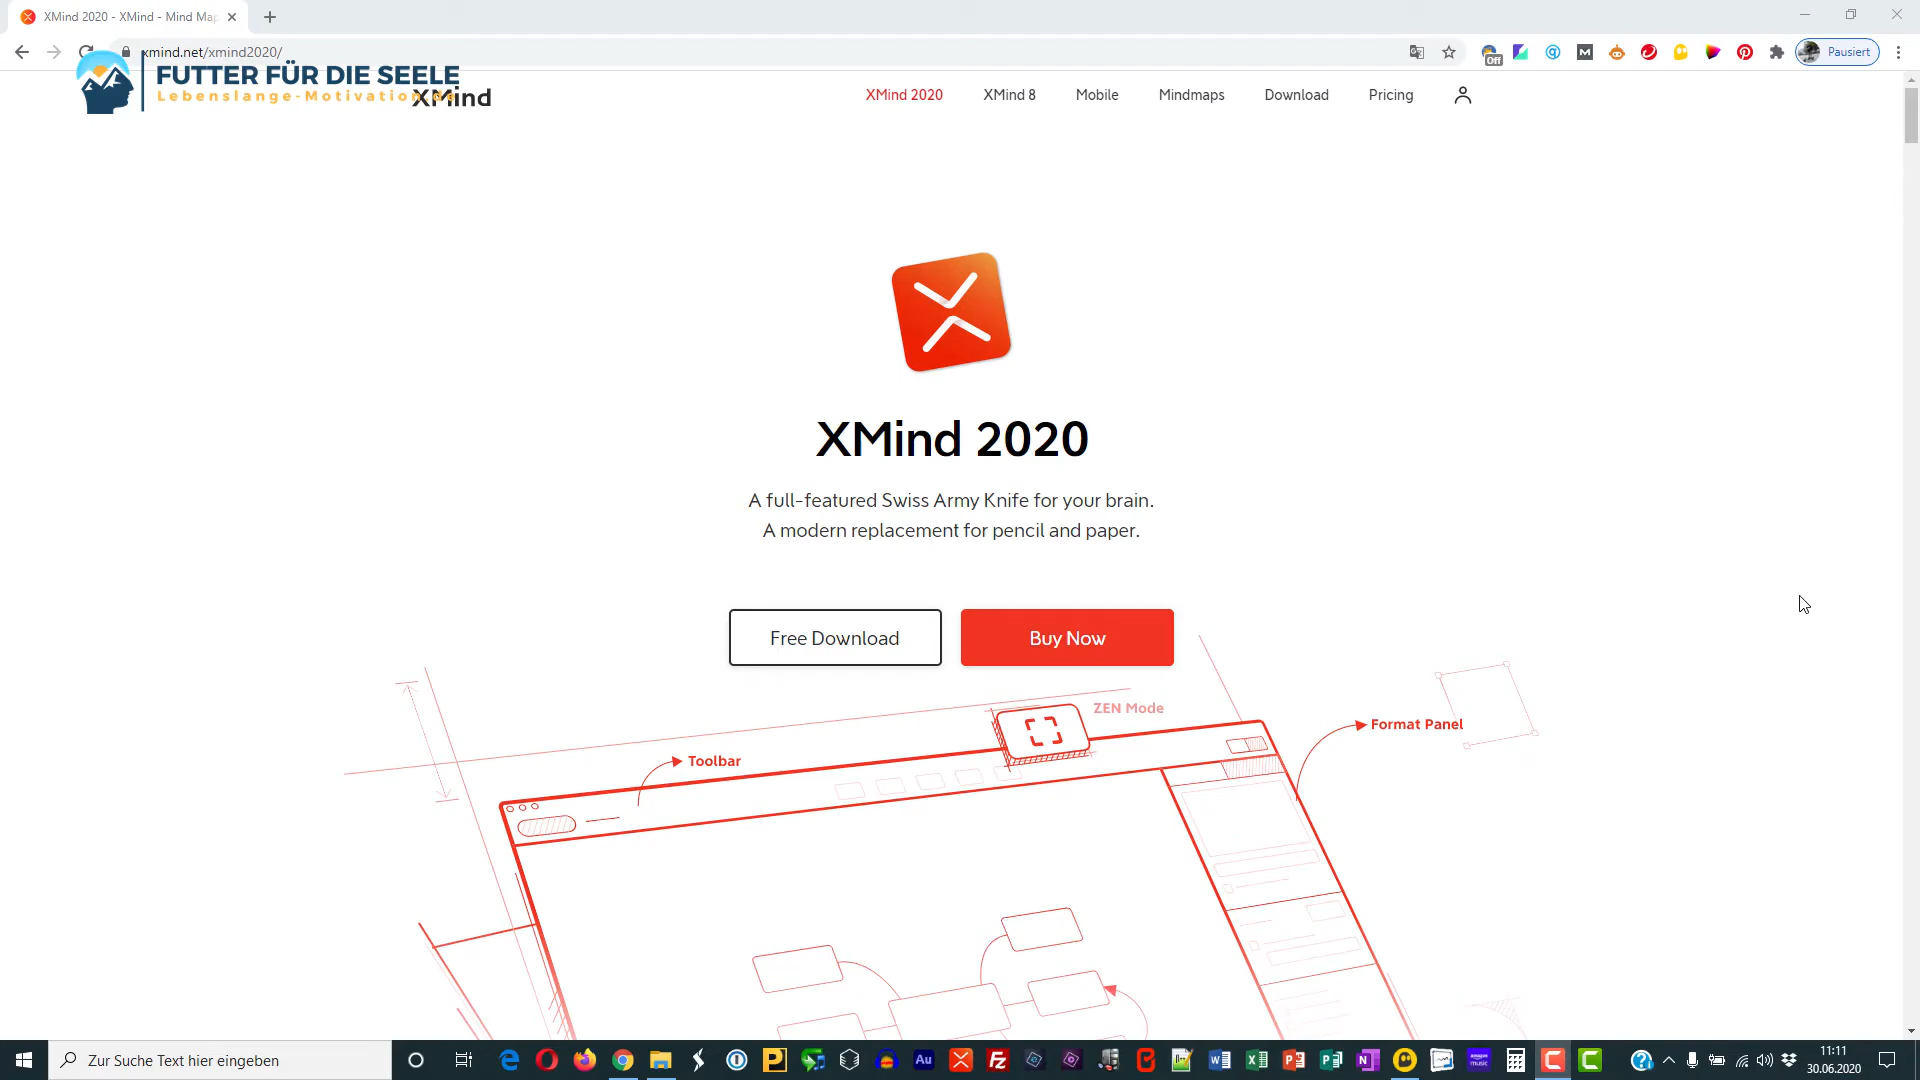 XMind 2020 - XMind - Mind Map
xmind.net/xmind2020/
Off
M
Pausiert
FUTTER FÜR DIE SEELE
Lebenslange-Motivation
XMind
XMind 2020
XMind 8
Mobile
Mindmaps
Download
Pricing
XMind 2020
A full-featured Swiss Army Knife for your brain.
A modern replacement for pencil and paper.
Free Download
Buy Now
ZEN Mode
Format Panel
Toolbar
Zur Suche Text hier eingeben
Au
11:11
30.06.2020